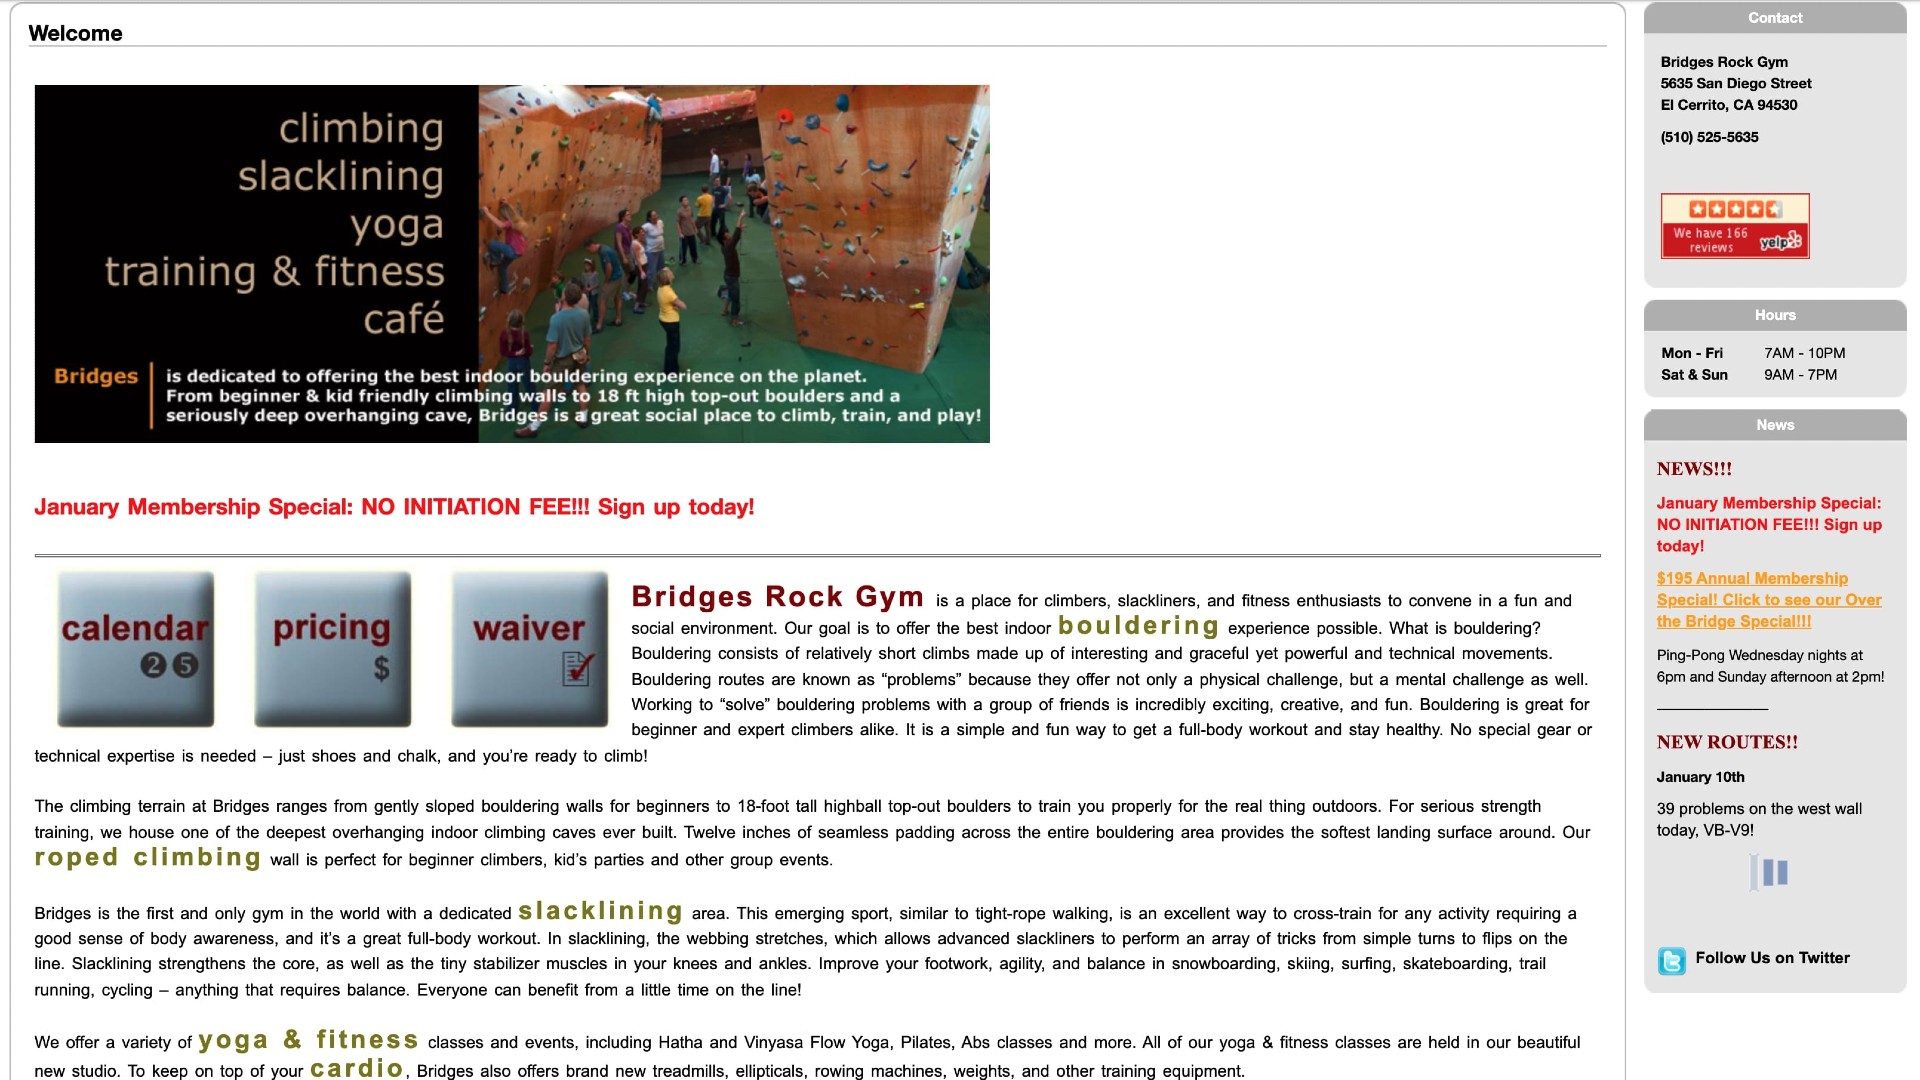 Welcome
climbing
slacklining
yoga
training & fitness
café
Bridges
is dedicated to offering the best indoor bouldering experience on the planet.
From beginner & kid friendly climbing walls to 18 ft high top-out boulders and a
seriously deep overhanging cave, Bridges is a great social place to climb, train, and play!
January Membership Special: NO INITIATION FEE!!! Sign up today!
calendar
25
pricing
$
waiver
Bridges Rock Gym is a place for climbers, slackliners, and fitness enthusiasts to convene in a fun and
social environment. Our goal is to offer the best indoor bouldering experience possible. What is bouldering?
Bouldering consists of relatively short climbs made up of interesting and graceful yet powerful and technical movements.
Bouldering routes are known as “problems” because they offer not only a physical challenge, but a mental challenge as well.
Working to “solve” bouldering problems with a group of friends is incredibly exciting, creative, and fun. Bouldering is great for
beginner and expert climbers alike. It is a simple and fun way to get a full-body workout and stay healthy. No special gear or
technical expertise is needed – just shoes and chalk, and you’re ready to climb!
The climbing terrain at Bridges ranges from gently sloped bouldering walls for beginners to 18-foot tall highball top-out boulders to train you properly for the real thing outdoors. For serious strength
training, we house one of the deepest overhanging indoor climbing caves ever built. Twelve inches of seamless padding across the entire bouldering area provides the softest landing surface around. Our
roped climbing wall is perfect for beginner climbers, kid’s parties and other group events.
Bridges is the first and only gym in the world with a dedicated slacklining area. This emerging sport, similar to tight-rope walking, is an excellent way to cross-train for any activity requiring a
good sense of body awareness, and it’s a great full-body workout. In slacklining, the webbing stretches, which allows advanced slackliners to perform an array of tricks from simple turns to flips on the
line. Slacklining strengthens the core, as well as the tiny stabilizer muscles in your knees and ankles. Improve your footwork, agility, and balance in snowboarding, skiing, surfing, skateboarding, trail
running, cycling – anything that requires balance. Everyone can benefit from a little time on the line!
We offer a variety of yoga & fitness classes and events, including Hatha and Vinyasa Flow Yoga, Pilates, Abs classes and more. All of our yoga & fitness classes are held in our beautiful
new studio. To keep on top of your cardio, Bridges also offers brand new treadmills, ellipticals, rowing machines, weights, and other training equipment.
Contact
Bridges Rock Gym
5635 San Diego Street
El Cerrito, CA 94530
(510) 525-5635
We have 166
reviews
yelp
Hours
Mon - Fri 7AM - 10PM
Sat & Sun 9AM - 7PM
News
NEWS!!!
January Membership Special:
NO INITIATION FEE!!! Sign up
today!
$195 Annual Membership
Special! Click to see our Over
the Bridge Special!!!
Ping-Pong Wednesday nights at
6pm and Sunday afternoon at 2pm!
NEW ROUTES!!
January 10th
39 problems on the west wall
today, VB-V9!
Follow Us on Twitter